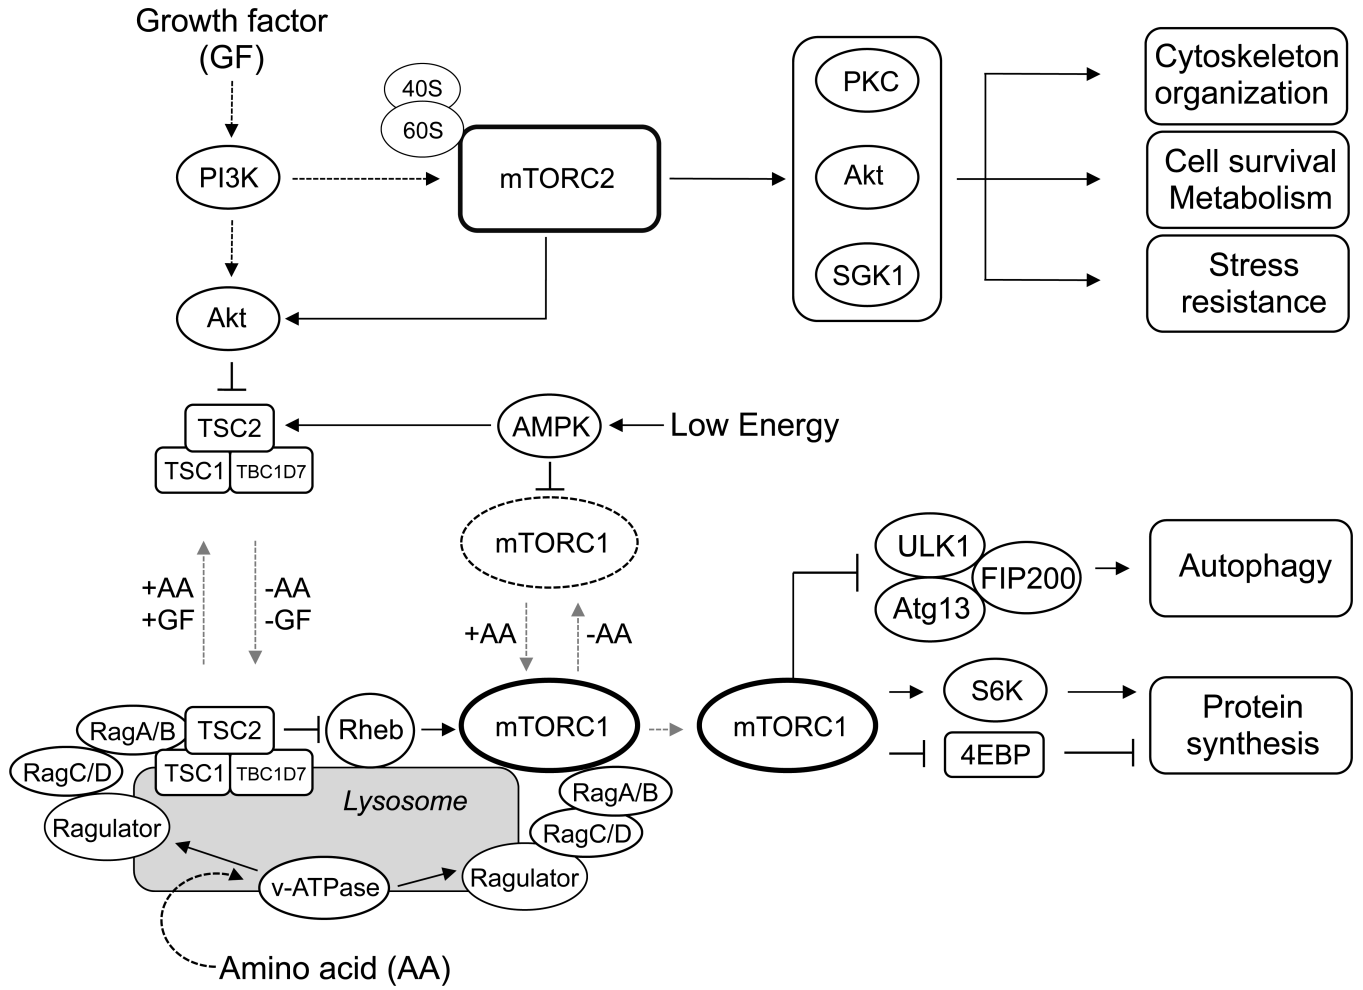 Growth factor
(GF)
40S
60S
PI3K
mTORC2
PKC
Akt
SGK1
Cytoskeleton
organization
Cell survival
Metabolism
Stress
resistance
Akt
TSC2
TSC1
TBC1D7
AMPK
Low Energy
mTORC1
+AA
+GF
-AA
-GF
+AA
-AA
ULK1
FIP200
Atg13
Autophagy
RagA/B
TSC2
Rheb
mTORC1
mTORC1
S6K
4EBP
Protein
synthesis
RagC/D
TSC1
TBC1D7
Lysosome
RagA/B
RagC/D
Ragulator
v-ATPase
Ragulator
Amino acid (AA)